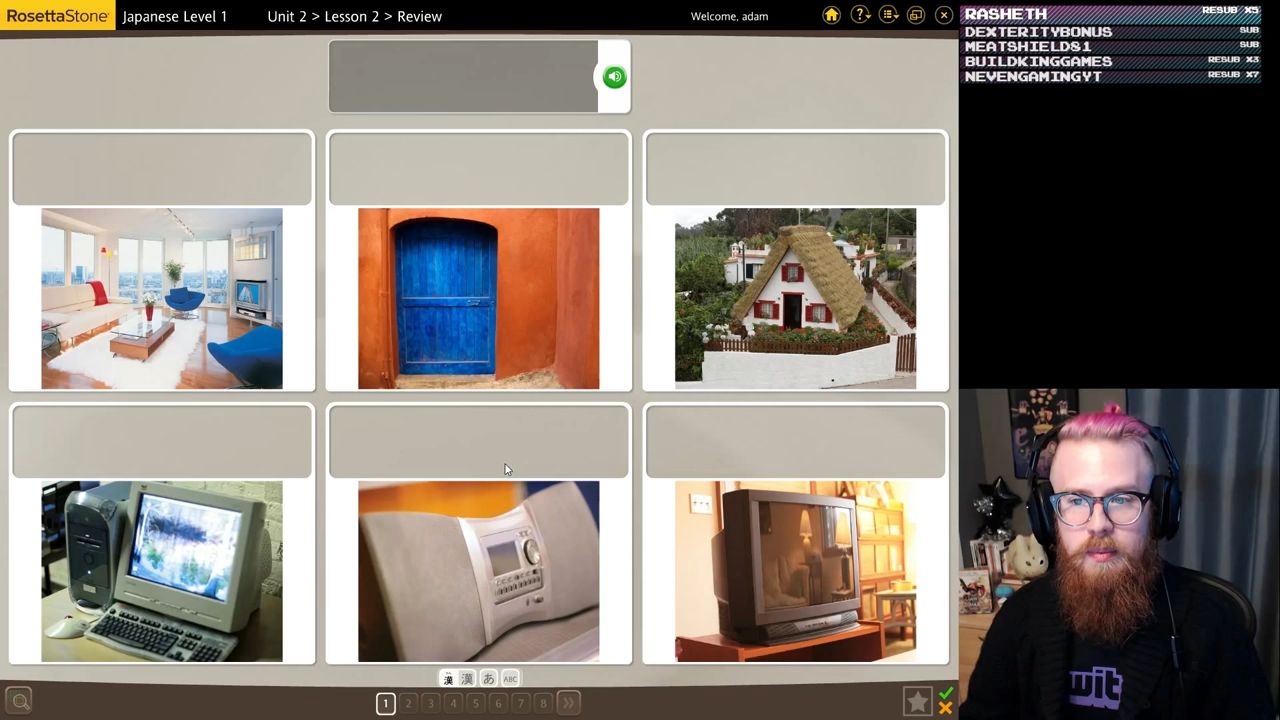 RosettaStone Japanese Level 1 Unit 2 > Lesson 2 > Review Welcome, adam
RASHETH RESUB X5
DEXTERITYBONUS SUB
MEATSHIELD81 SUB
BUILDKINGGAMES RESUB X3
NEVENGAMINGYT RESUB X7
漢 漢 あ ABC
1 2 3 4 5 6 7 8